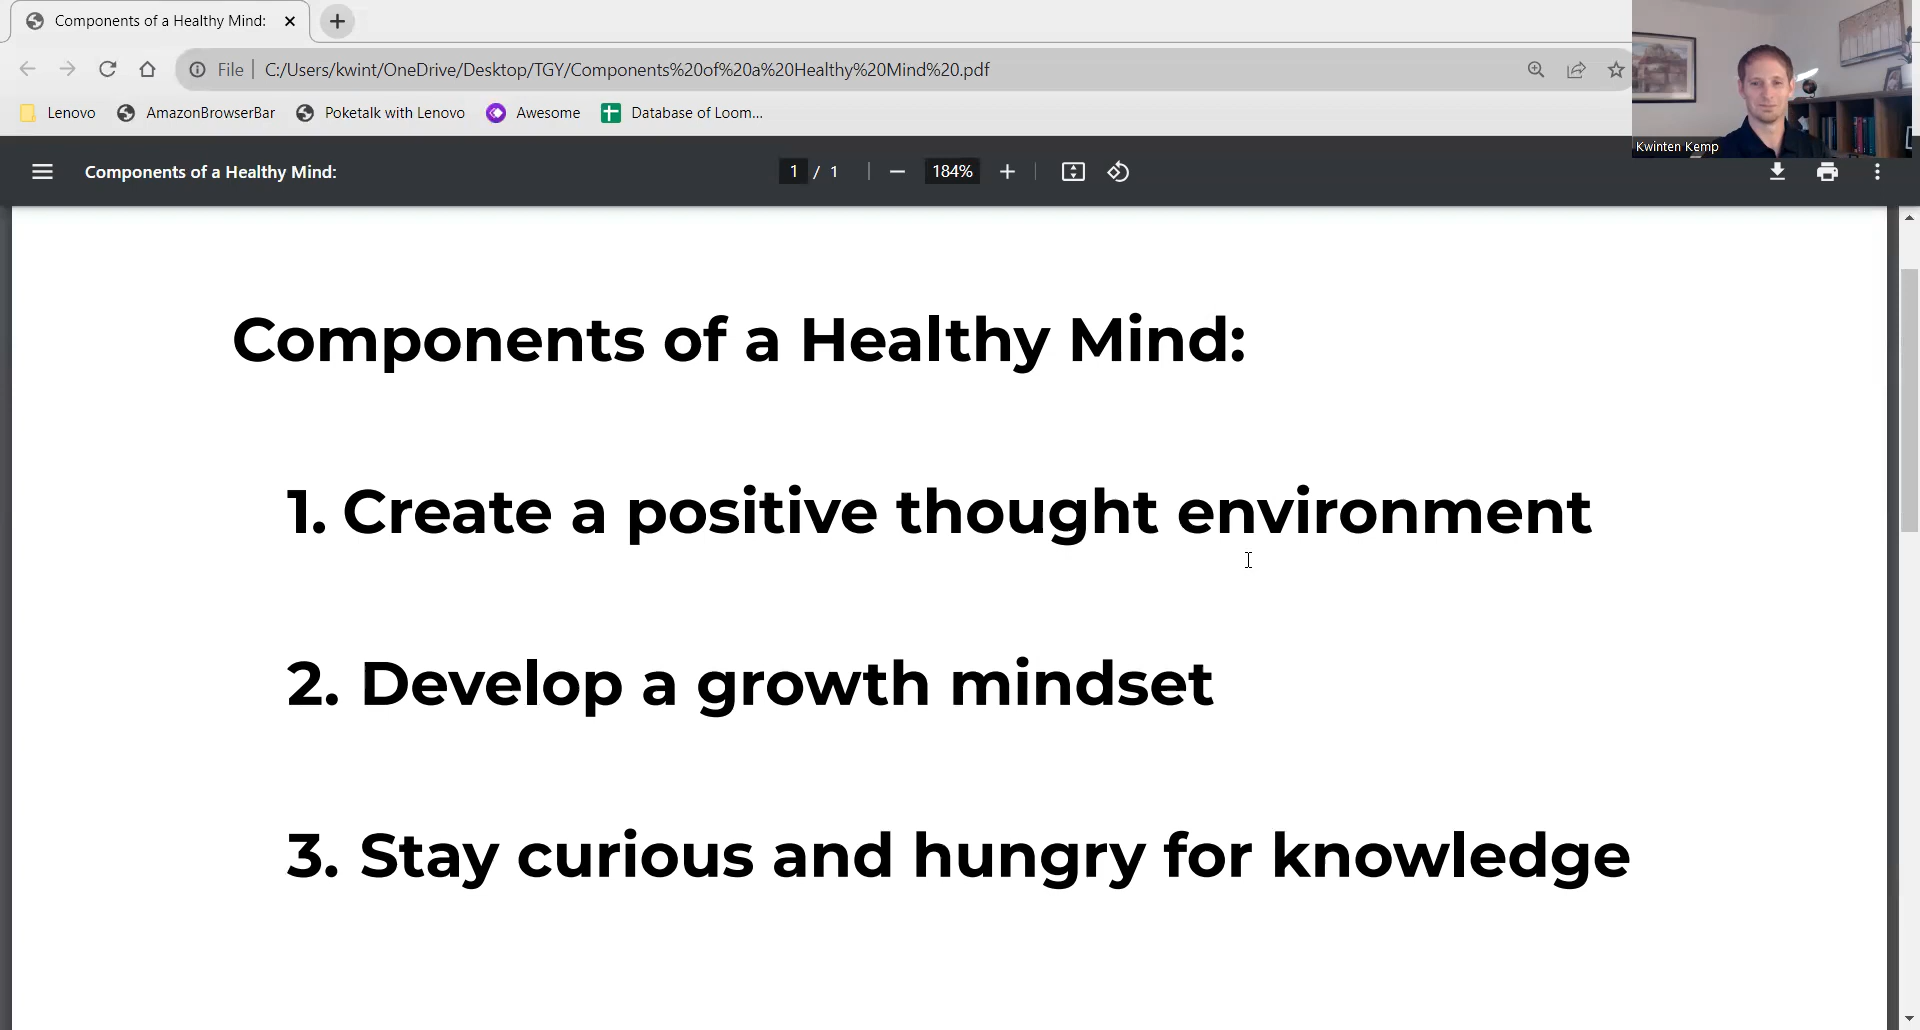 Components of a Healthy Mind:
File C:/Users/kwint/OneDrive/Desktop/TGY/Components%20of%20a%20Healthy%20Mind%20.pdf
Lenovo AmazonBrowserBar Poketalk with Lenovo Awesome Database of Loom...
Kwinten Kemp
Components of a Healthy Mind: 1 / 1 184%
Components of a Healthy Mind:
1. Create a positive thought environment
2. Develop a growth mindset
3. Stay curious and hungry for knowledge